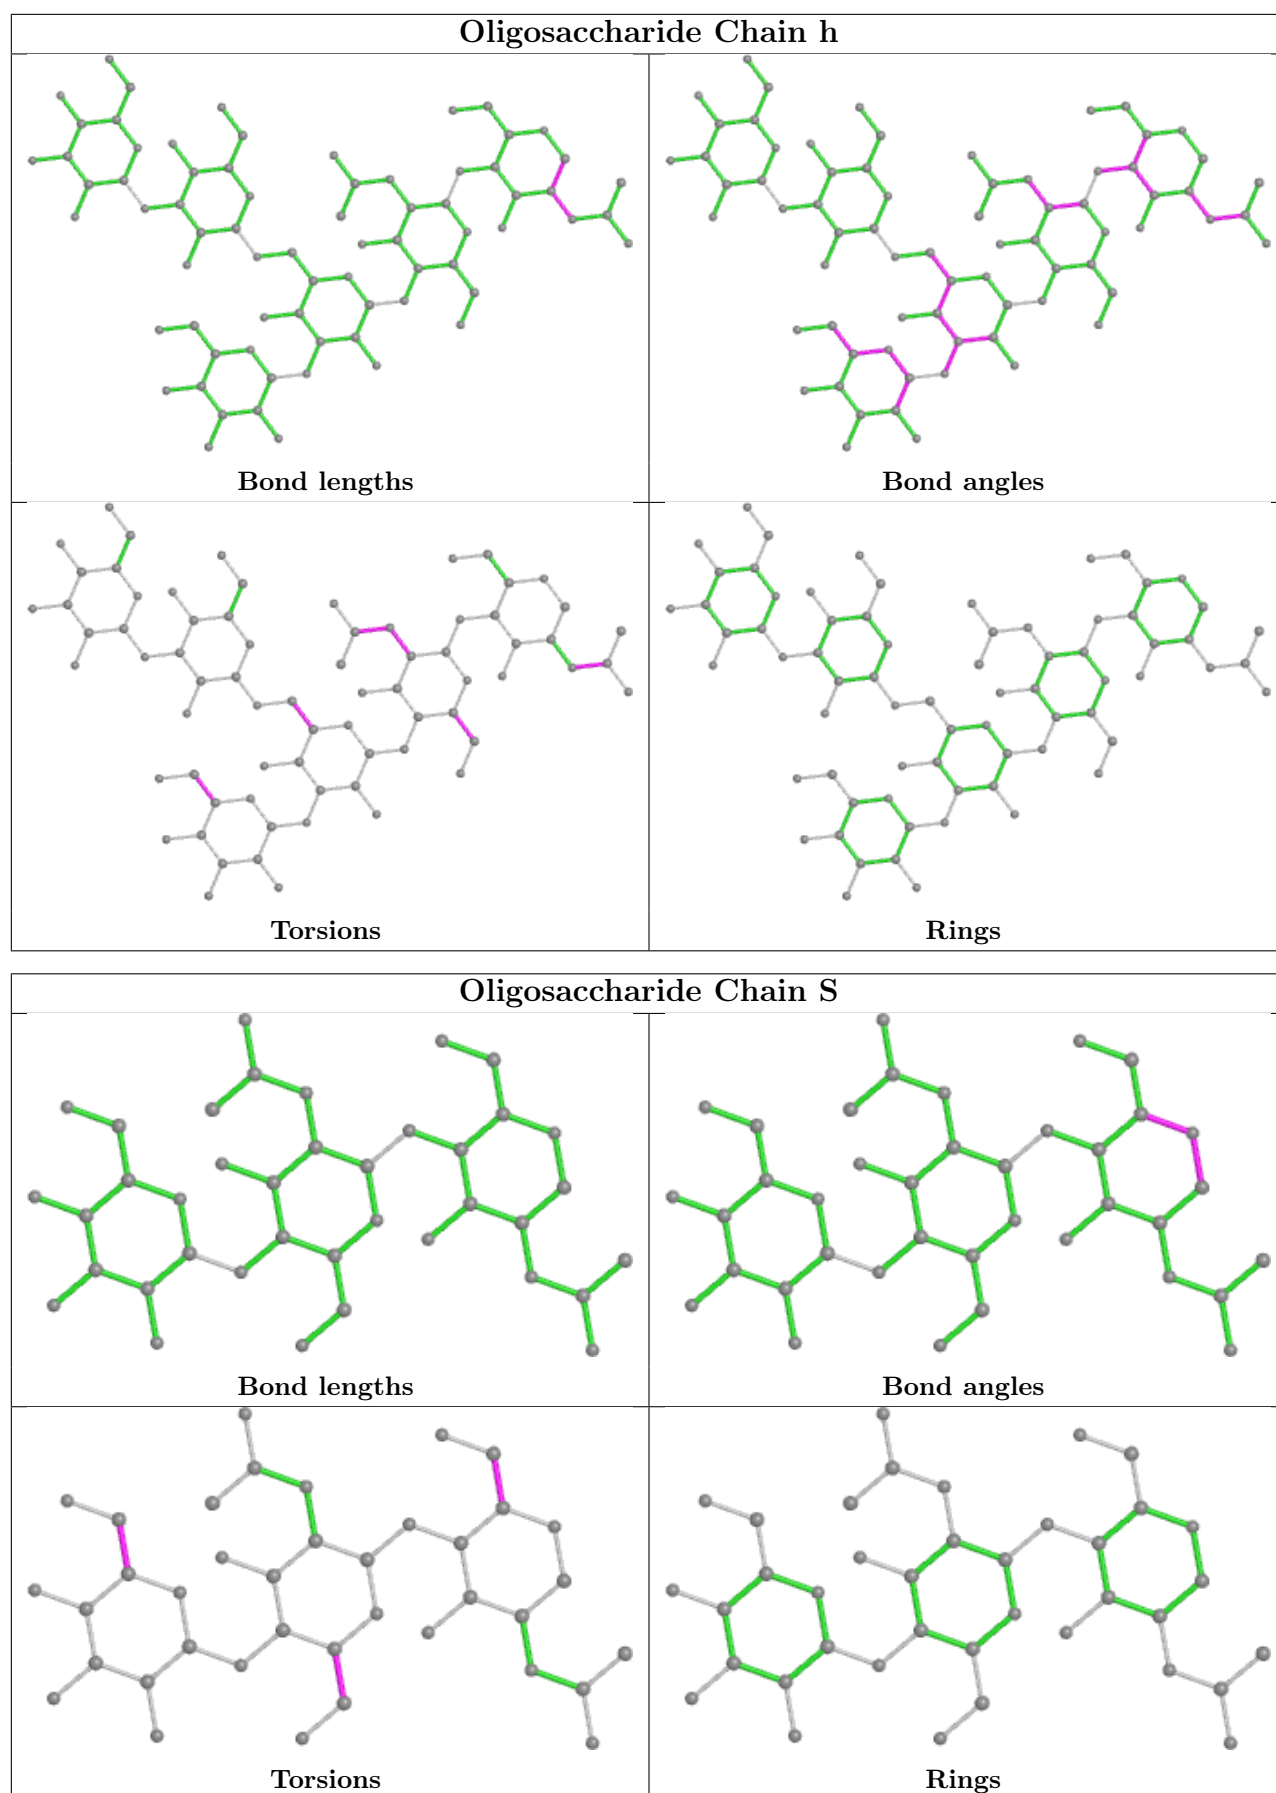 Oligosaccharide Chain h
Bond lengths
Bond angles
Torsions
Rings
Oligosaccharide Chain S
Bond lengths
Bond angles
Torsions
Rings